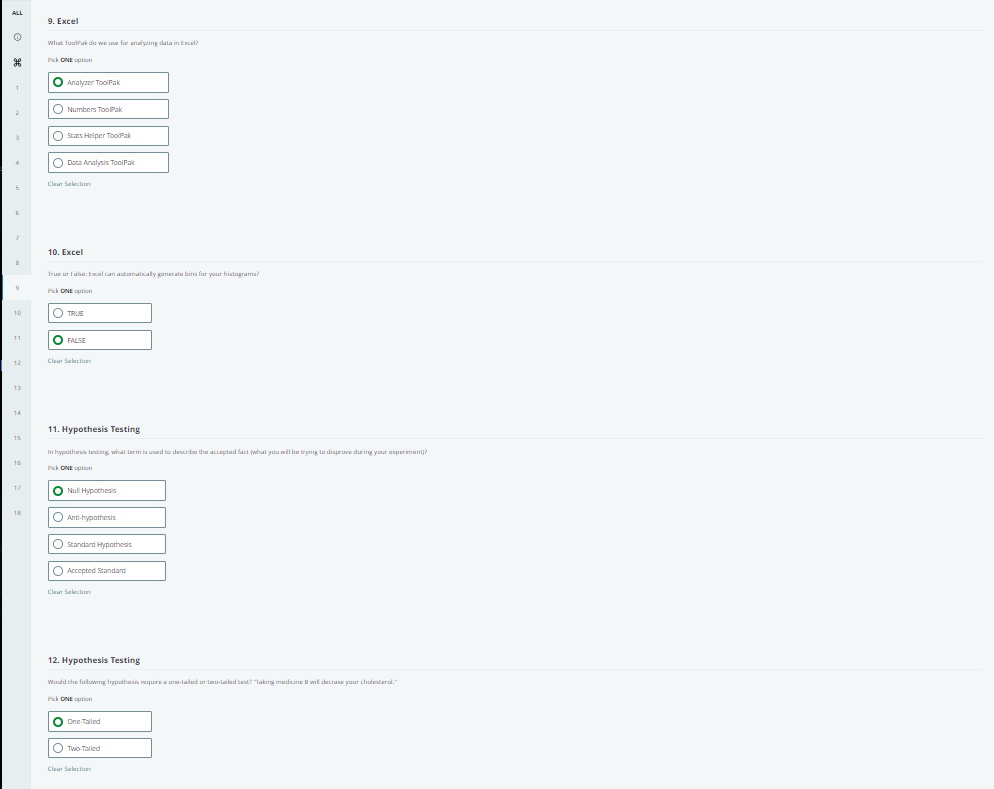 ALL
1
2
3
4
5
6
7
8
9
10
11
12
13
14
15
16
17
18
9. Excel
What ToolPak do we use for analyzing data in Excel?
Pick ONE option
Analyzer ToolPak
Numbers ToolPak
Stats Helper ToolPak
Data Analysis ToolPak
Clear Selection
10. Excel
True or False: Excel can automatically generate bins for your histograms?
Pick ONE option
TRUE
FALSE
Clear Selection
11. Hypothesis Testing
In hypothesis testing, what term is used to describe the accepted fact (what you will be trying to disprove during your experiment)?
Pick ONE option
Null Hypothesis
Anti-hypothesis
Standard Hypothesis
Accepted Standard
Clear Selection
12. Hypothesis Testing
Would the following hypothesis require a one-tailed or two-tailed test? "Taking medicine B will decrase your cholesterol."
Pick ONE option
One-Tailed
Two-Tailed
Clear Selection